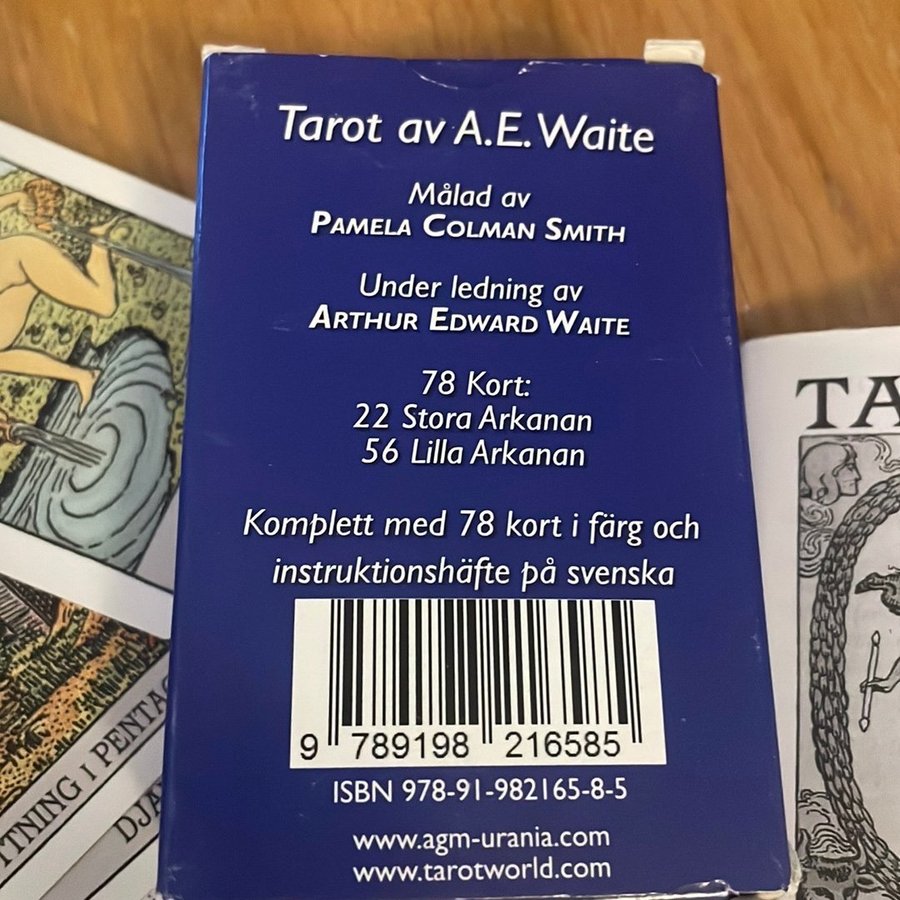 Tarot av A.E. Waite
Målad av
PAMELA COLMAN SMITH
Under ledning av
ARTHUR EDWARD WAITE
78 Kort:
22 Stora Arkanan
56 Lilla Arkanan
Komplett med 78 kort i färg och
instruktionshäfte på svenska
9 789198 216585
ISBN 978-91-982165-8-5
www.agm-urania.com
www.tarotworld.com